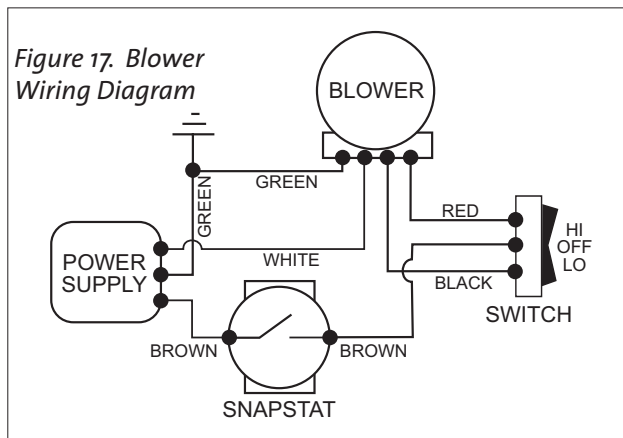 Figure 17. Blower
Wiring Diagram
BLOWER
GREEN
GREEN
RED
HI
OFF
LO
WHITE
POWER
SUPPLY
BLACK
SWITCH
BROWN
BROWN
SNAPSTAT